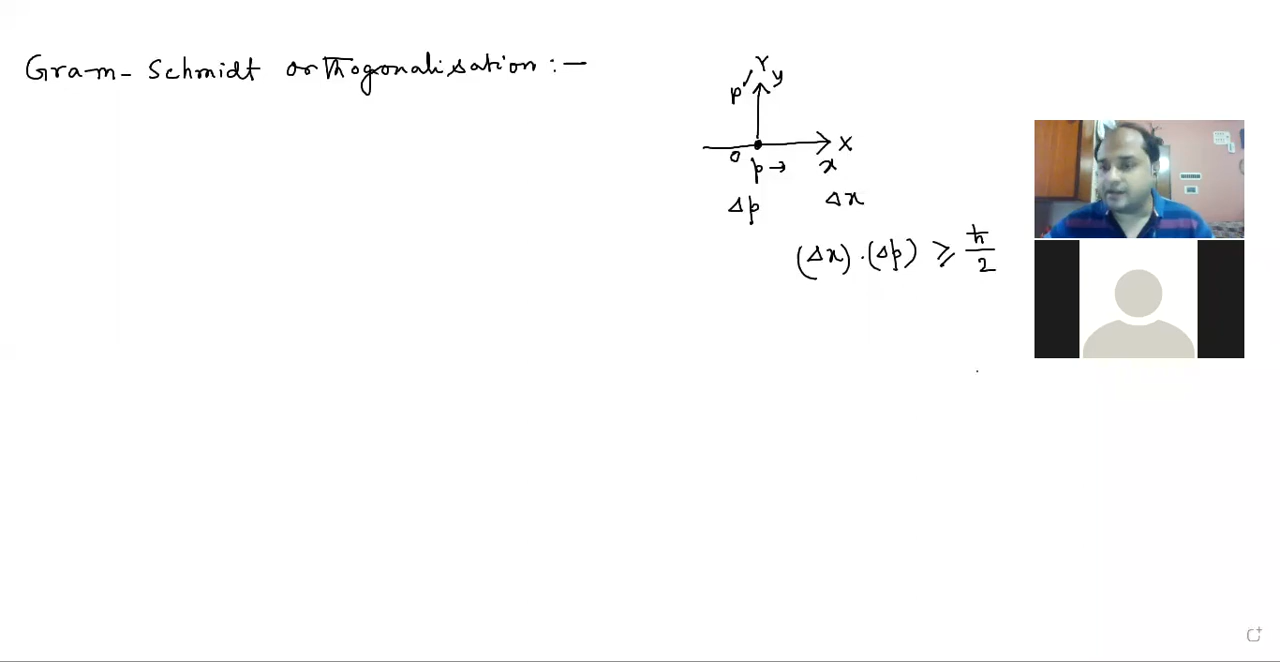 Gram-Schmidt orthogonalisation :-
Y
p' y
O X
p→ x
Δp Δx
(Δx).(Δp) ≥ ħ/2